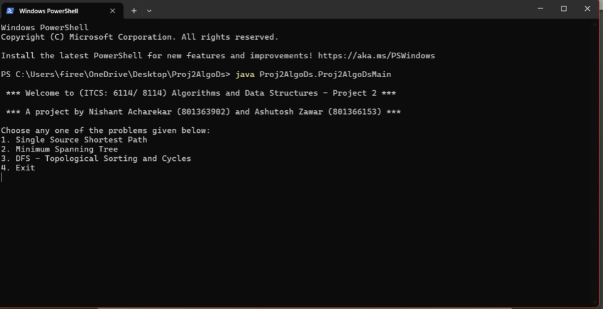 Windows PowerShell
Windows PowerShell
Copyright (C) Microsoft Corporation. All rights reserved.
Install the latest PowerShell for new features and improvements! https://aka.ms/PSWindows
PS C:\Users\firee\OneDrive\Desktop\Proj2AlgoDs> java Proj2AlgoDs.Proj2AlgoDsMain
*** Welcome to (ITCS: 6114/ 8114) Algorithms and Data Structures - Project 2 ***
*** A project by Nishant Acharekar (801363902) and Ashutosh Zawar (801366153) ***
Choose any one of the problems given below:
1. Single Source Shortest Path
2. Minimum Spanning Tree
3. DFS - Topological Sorting and Cycles
4. Exit